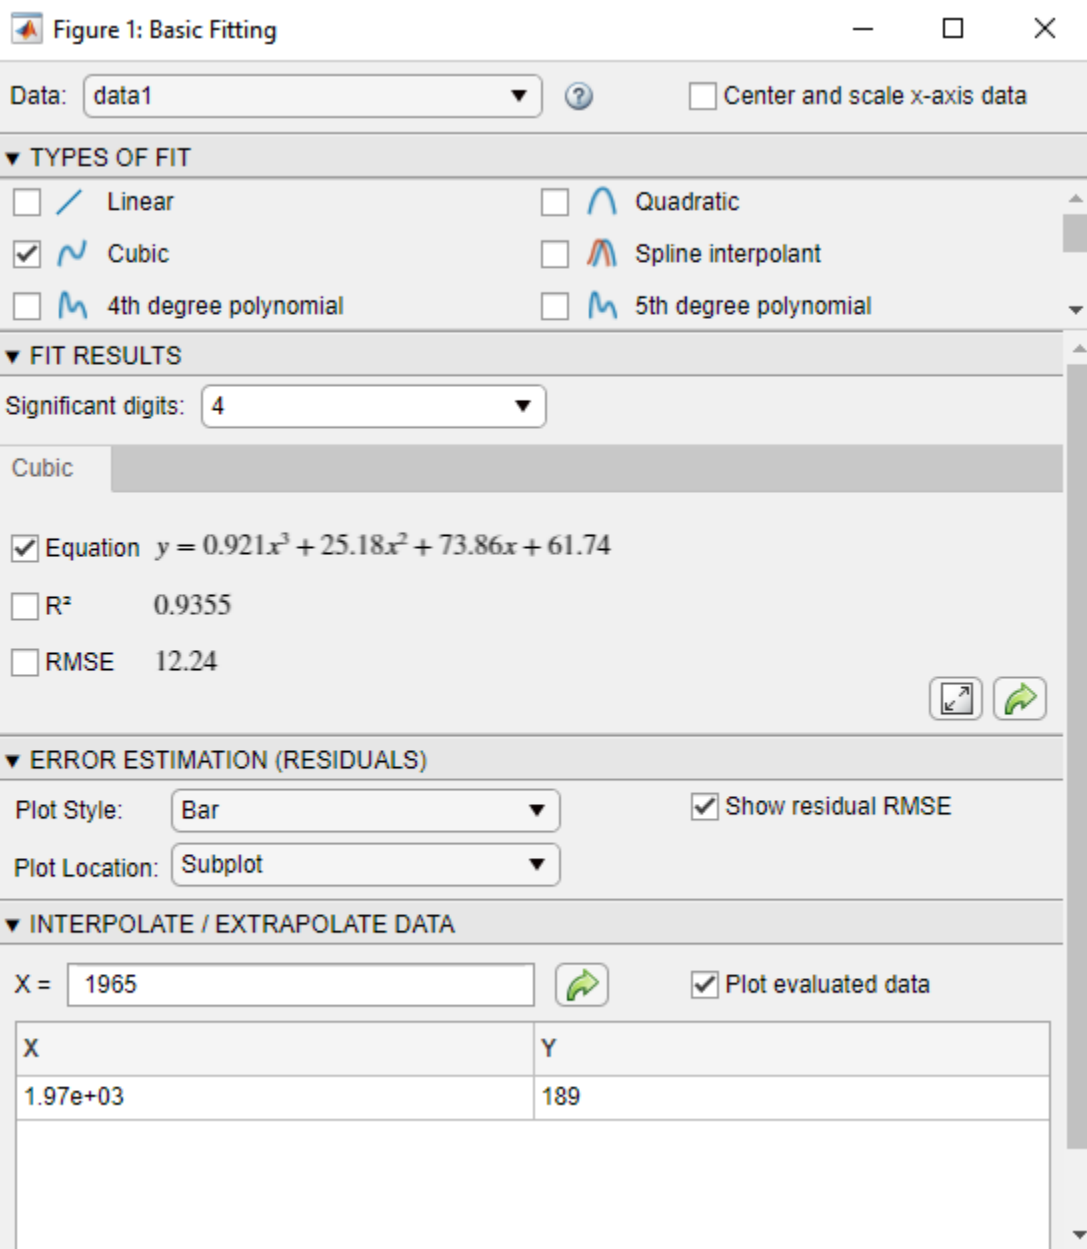 Figure 1: Basic Fitting
Data: data1 Center and scale x-axis data
TYPES OF FIT
Linear Quadratic
Cubic Spline interpolant
4th degree polynomial 5th degree polynomial
FIT RESULTS
Significant digits: 4
Cubic
Equation y = 0.921x³ + 25.18x² + 73.86x + 61.74
R² 0.9355
RMSE 12.24
ERROR ESTIMATION (RESIDUALS)
Plot Style: Bar Show residual RMSE
Plot Location: Subplot
INTERPOLATE / EXTRAPOLATE DATA
X = 1965 Plot evaluated data
X Y
1.97e+03 189